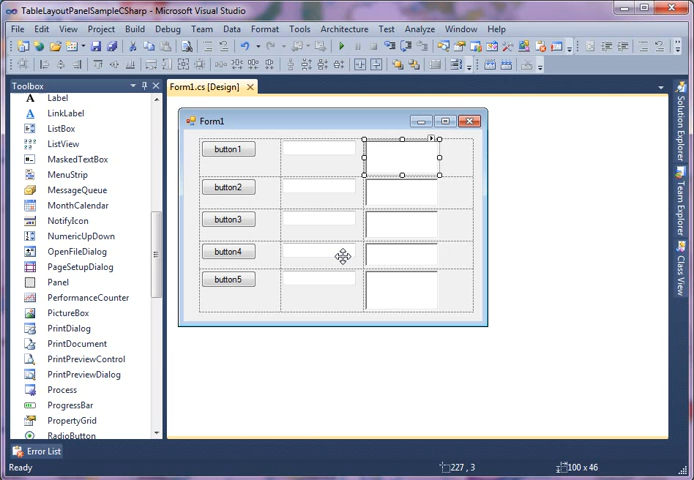 TableLayoutPanelSampleCSharp - Microsoft Visual Studio
File Edit View Project Build Debug Team Data Format Tools Architecture Test Analyze Window Help
Toolbox
Form1.cs [Design]
Label
LinkLabel
ListBox
ListView
MaskedTextBox
MenuStrip
MessageQueue
MonthCalendar
NotifyIcon
NumericUpDown
OpenFileDialog
PageSetupDialog
Panel
PerformanceCounter
PictureBox
PrintDialog
PrintDocument
PrintPreviewControl
PrintPreviewDialog
Process
ProgressBar
PropertyGrid
RadioButton
Form1
button1
button2
button3
button4
button5
Solution Explorer
Team Explorer
Class View
Error List
Ready
227 , 3
100 x 46